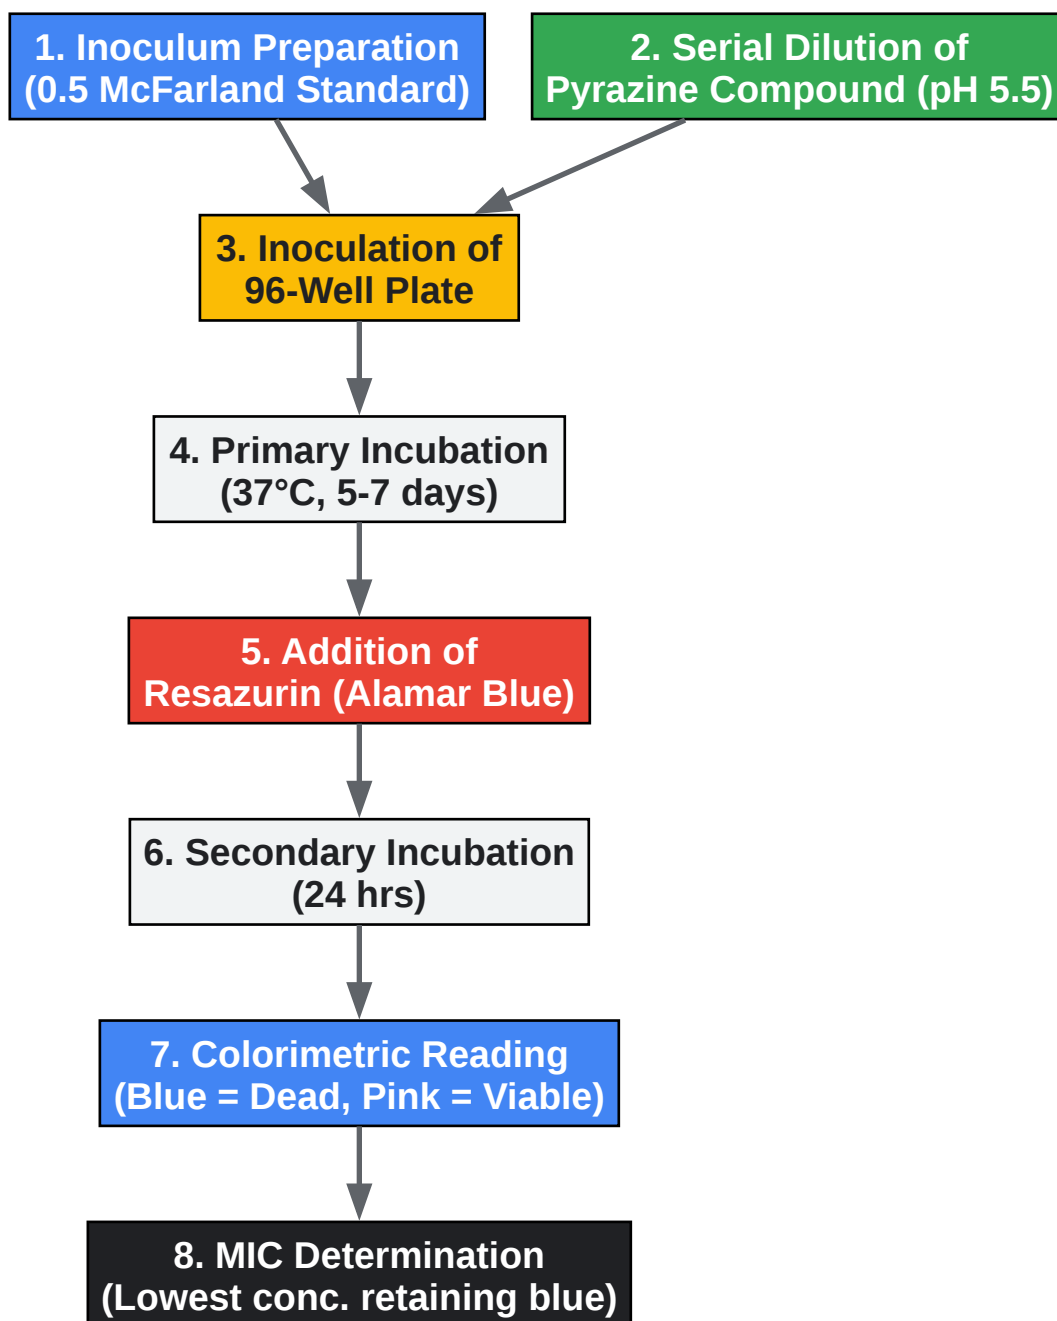 1. Inoculum Preparation
(0.5 McFarland Standard)
2. Serial Dilution of
Pyrazine Compound (pH 5.5)
3. Inoculation of
96-Well Plate
4. Primary Incubation
(37°C, 5-7 days)
5. Addition of
Resazurin (Alamar Blue)
6. Secondary Incubation
(24 hrs)
7. Colorimetric Reading
(Blue = Dead, Pink = Viable)
8. MIC Determination
(Lowest conc. retaining blue)